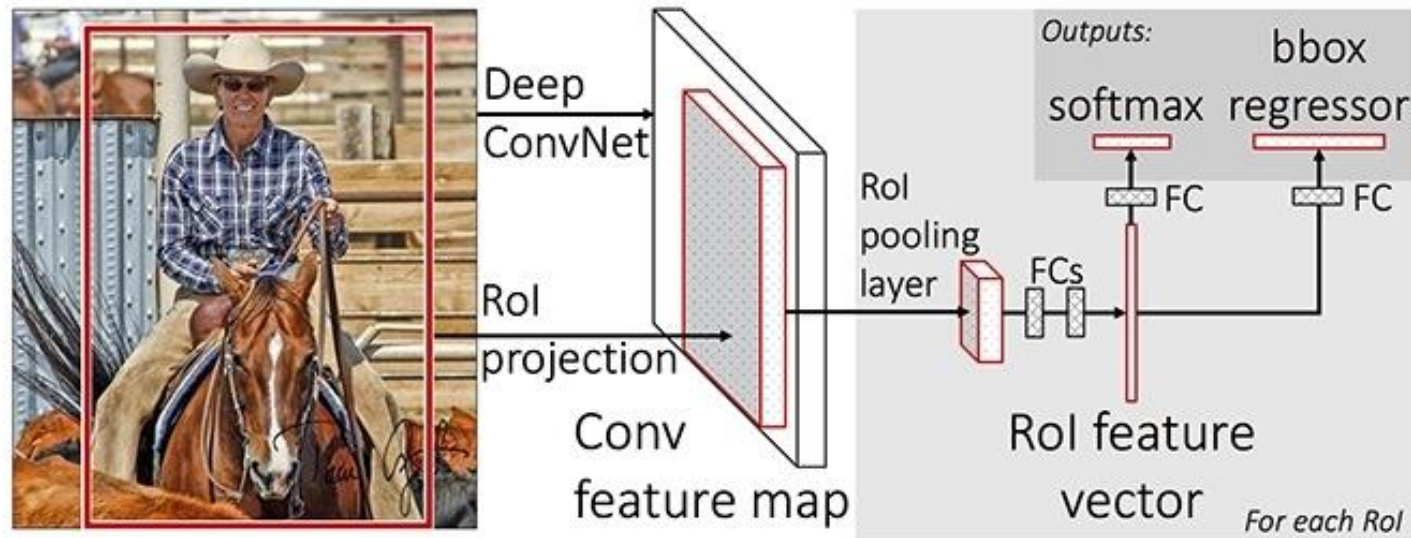 Deep
ConvNet
RoI
projection
Conv
feature map
RoI
pooling
layer
FCs
RoI feature
vector
For each RoI
Outputs:
softmax
bbox
regressor
FC
FC